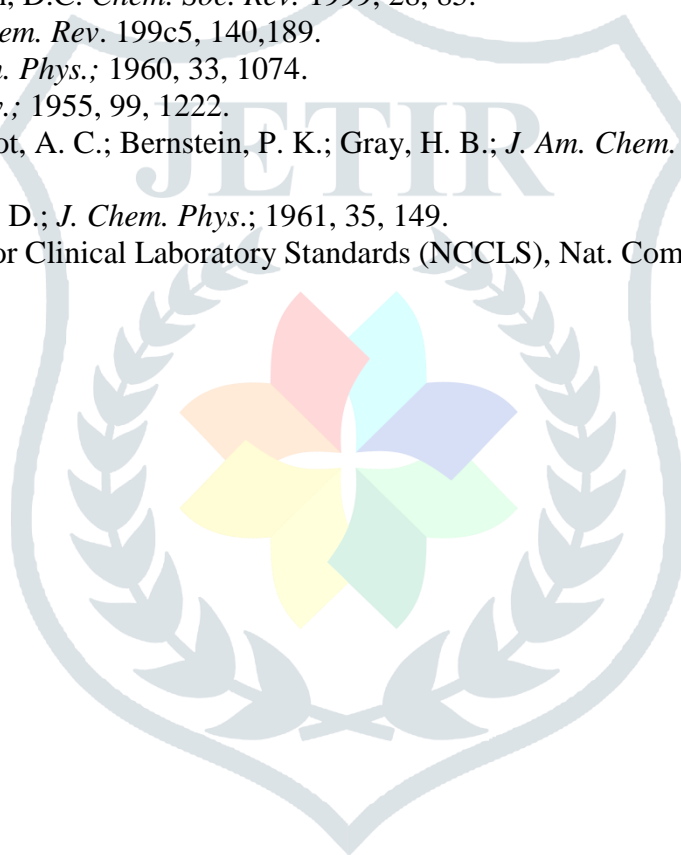 D.C. Chem. Soc. Rev. 1999, 28, 85.
em. Rev. 199c5, 140,189.
. Phys.; 1960, 33, 1074.
.; 1955, 99, 1222.
ot, A. C.; Bernstein, P. K.; Gray, H. B.; J. Am. Chem.
D.; J. Chem. Phys.; 1961, 35, 149.
or Clinical Laboratory Standards (NCCLS), Nat. Com
JETIR